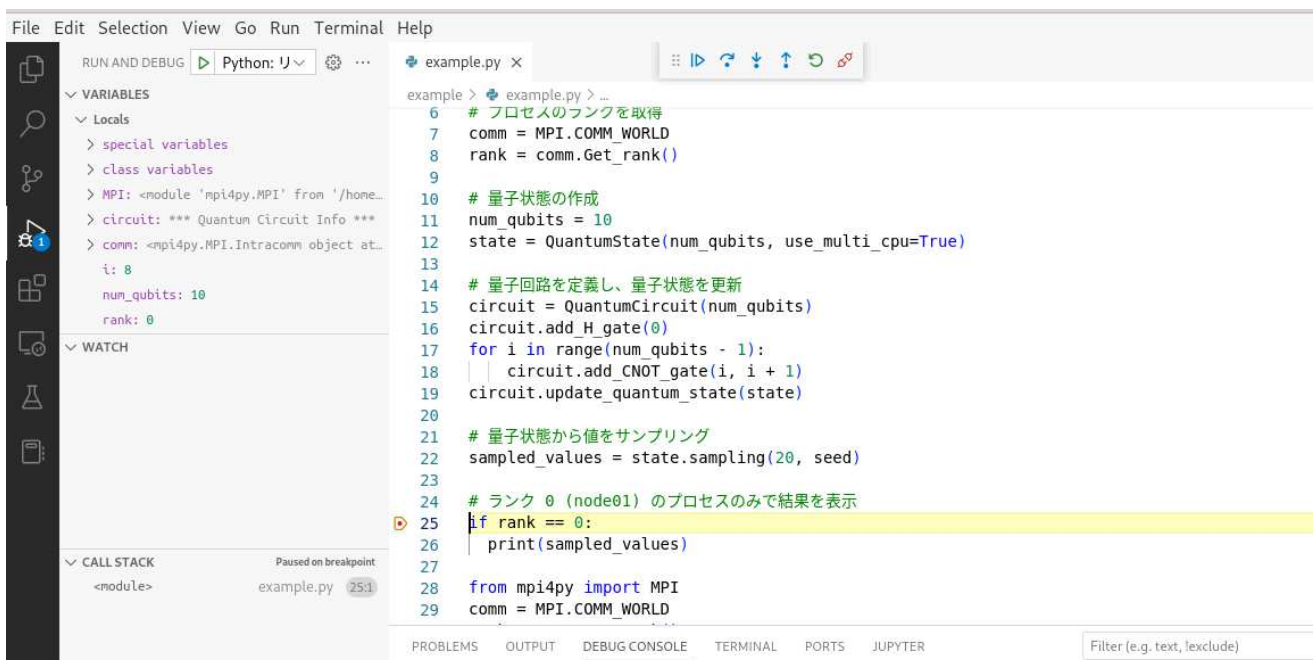 File Edit Selection View Go Run Terminal Help
RUN AND DEBUG Python: リ ···
VARIABLES
Locals
special variables
class variables
MPI: <module 'mpi4py.MPI' from '/home…
circuit: *** Quantum Circuit Info ***
comm: <mpi4py.MPI.Intracomm object at…
i: 8
num_qubits: 10
rank: 0
WATCH
CALL STACK Paused on breakpoint
<module> example.py 25:1
1
example.py ×
example > example.py > …
6 # プロセスのランクを取得
7 comm = MPI.COMM_WORLD
8 rank = comm.Get_rank()
9
10 # 量子状態の作成
11 num_qubits = 10
12 state = QuantumState(num_qubits, use_multi_cpu=True)
13
14 # 量子回路を定義し、量子状態を更新
15 circuit = QuantumCircuit(num_qubits)
16 circuit.add_H_gate(0)
17 for i in range(num_qubits - 1):
18 circuit.add_CNOT_gate(i, i + 1)
19 circuit.update_quantum_state(state)
20
21 # 量子状態から値をサンプリング
22 sampled_values = state.sampling(20, seed)
23
24 # ランク 0 (node01) のプロセスのみで結果を表示
25 if rank == 0:
26 print(sampled_values)
27
28 from mpi4py import MPI
29 comm = MPI.COMM_WORLD
PROBLEMS OUTPUT DEBUG CONSOLE TERMINAL PORTS JUPYTER Filter (e.g. text, !exclude)